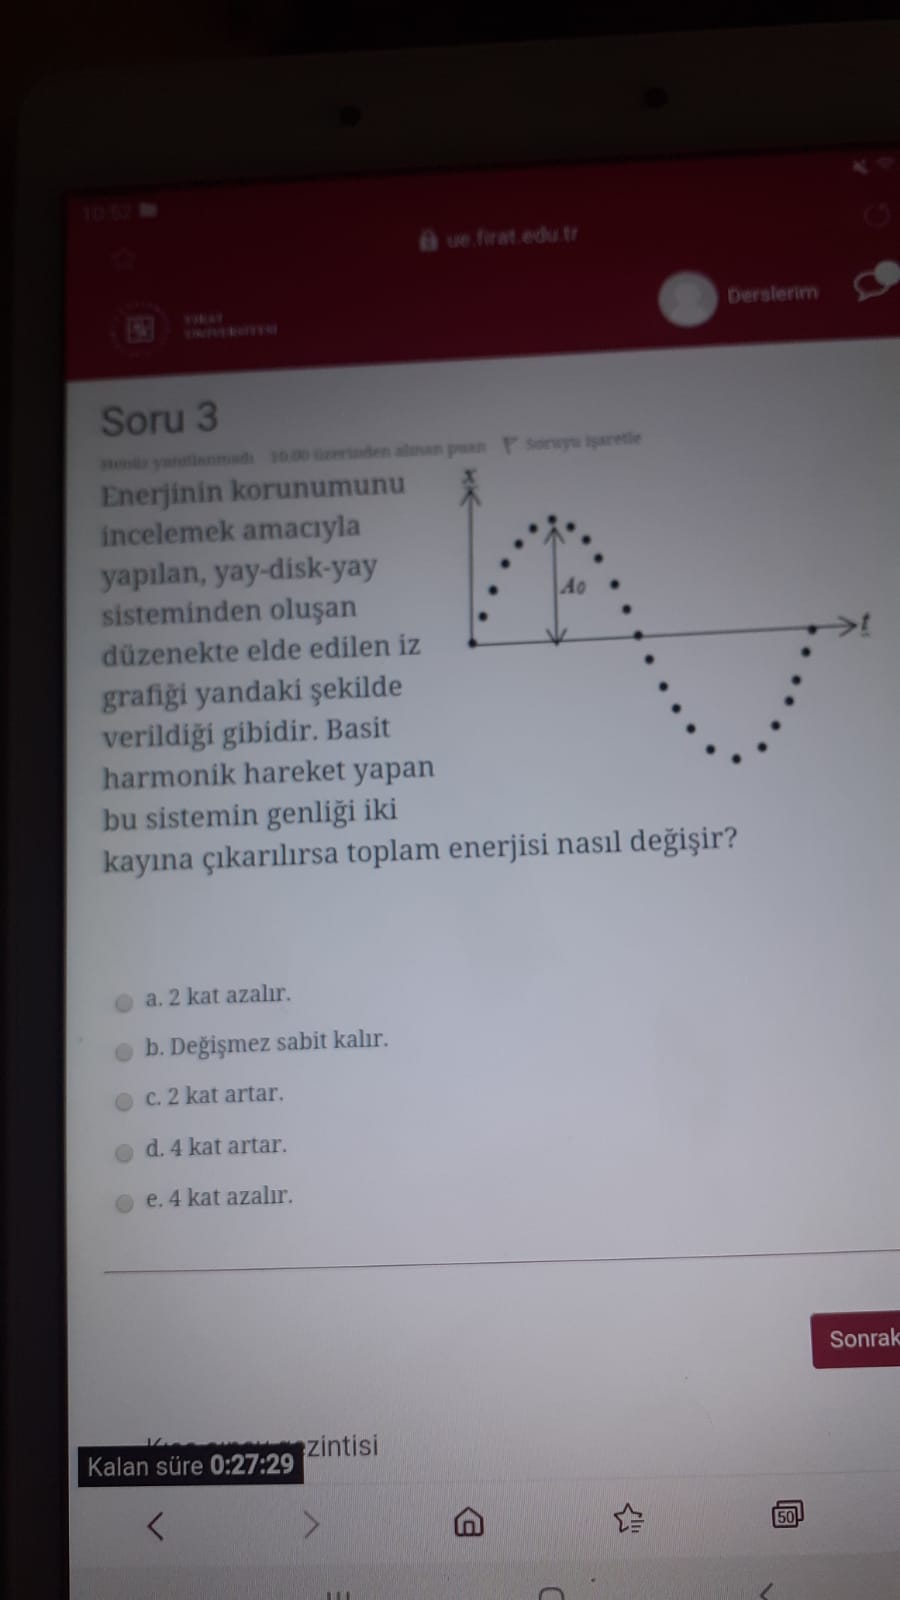 10:52
ue.firat.edu.tr
FIRAT
ÜNİVERSİTESİ
Derslerim
Soru 3
Henüz yanıtlanmadı 10.00 üzerinden alınan puan Soruyu işaretle
Enerjinin korunumunu
incelemek amacıyla
yapılan, yay-disk-yay
sisteminden oluşan
düzenekte elde edilen iz
grafiği yandaki şekilde
verildiği gibidir. Basit
harmonik hareket yapan
bu sistemin genliği iki
kayına çıkarılırsa toplam enerjisi nasıl değişir?
x
A0
t
a. 2 kat azalır.
b. Değişmez sabit kalır.
c. 2 kat artar.
d. 4 kat artar.
e. 4 kat azalır.
Sonrak
zintisi
Kalan süre 0:27:29
50